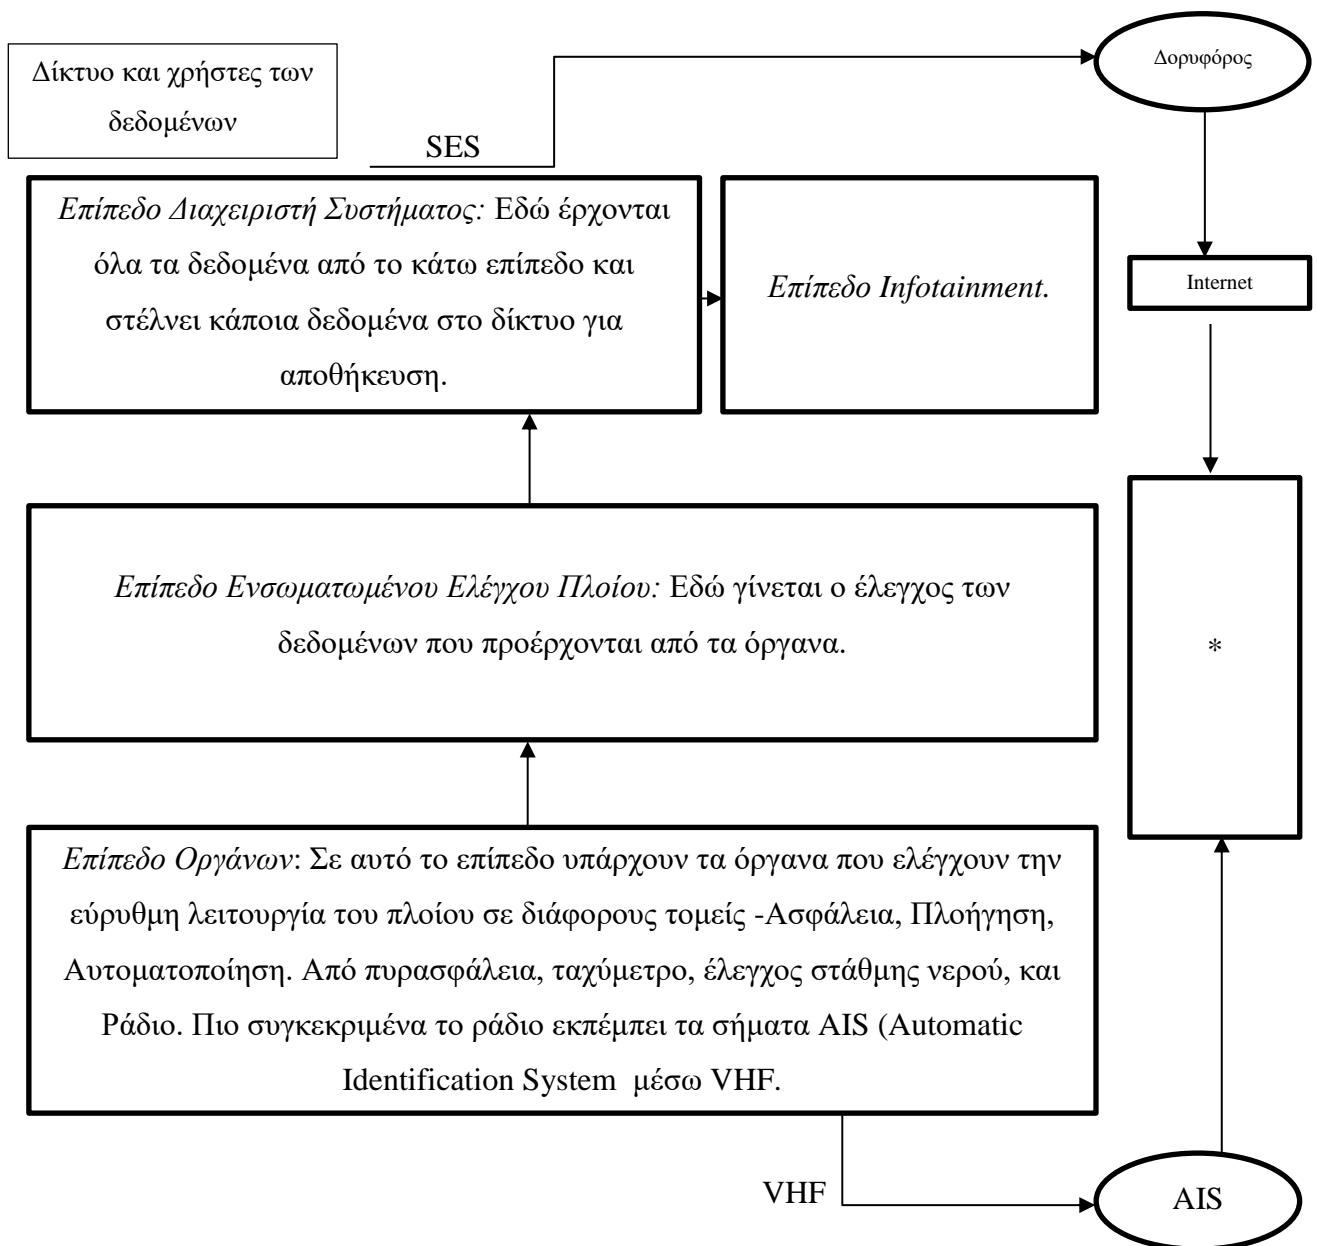 Δίκτυο και χρήστες των
δεδομένων
SES
Δορυφόρος
Επίπεδο Διαχειριστή Συστήματος: Εδώ έρχονται
όλα τα δεδομένα από το κάτω επίπεδο και
στέλνει κάποια δεδομένα στο δίκτυο για
αποθήκευση.
Επίπεδο Infotainment.
Internet
Επίπεδο Ενσωματωμένου Ελέγχου Πλοίου: Εδώ γίνεται ο έλεγχος των
δεδομένων που προέρχονται από τα όργανα.
*
Επίπεδο Οργάνων: Σε αυτό το επίπεδο υπάρχουν τα όργανα που ελέγχουν την
εύρυθμη λειτουργία του πλοίου σε διάφορους τομείς -Ασφάλεια, Πλοήγηση,
Αυτοματοποίηση. Από πυρασφάλεια, ταχύμετρο, έλεγχος στάθμης νερού, και
Ράδιο. Πιο συγκεκριμένα το ράδιο εκπέμπει τα σήματα AIS (Automatic
Identification System μέσω VHF.
VHF
AIS